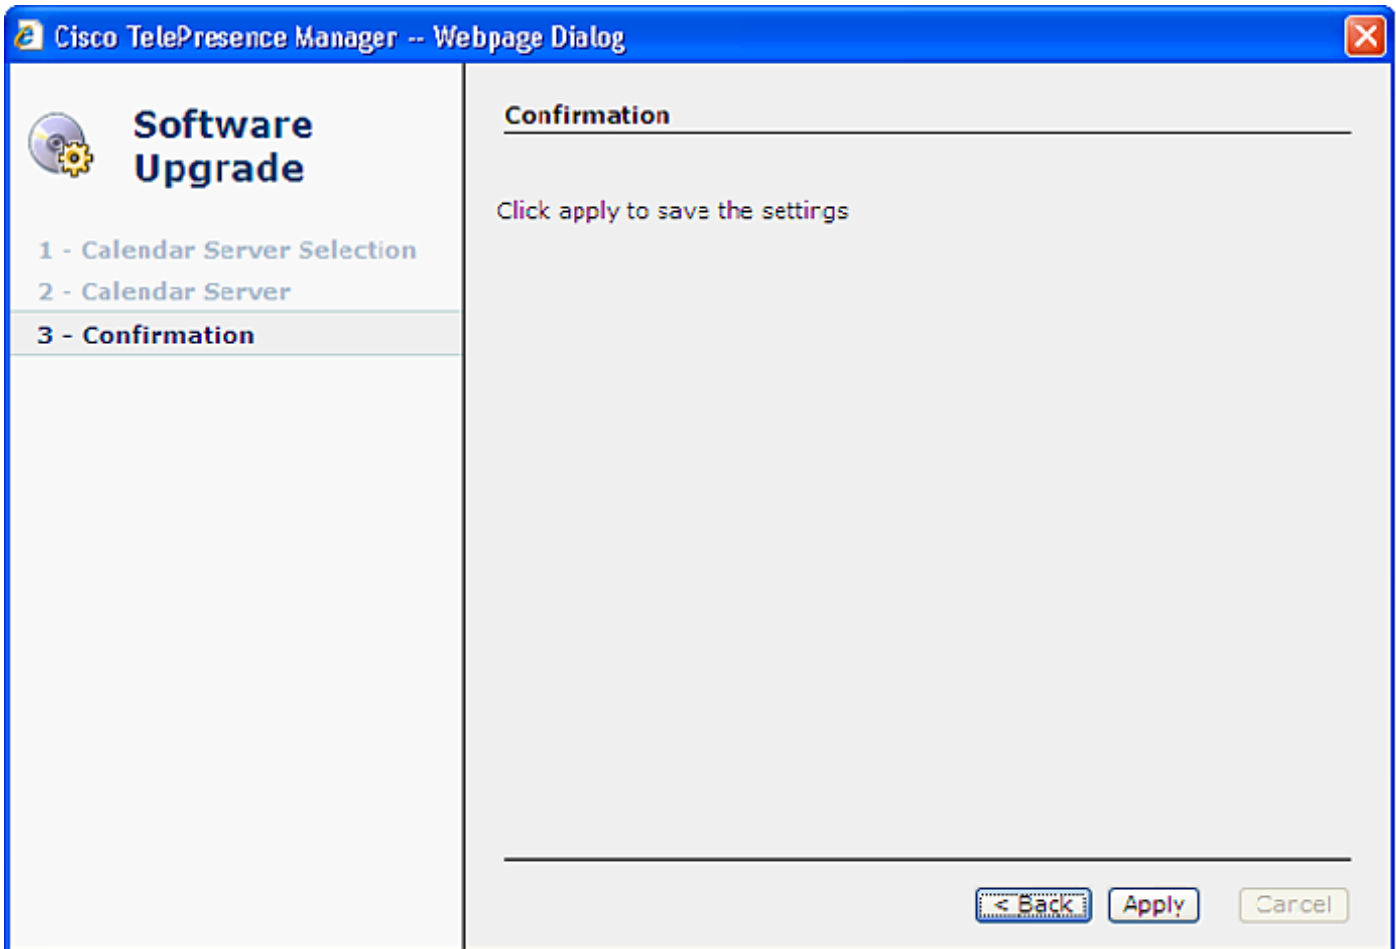 Cisco TelePresence Manager -- Webpage Dialog
Software
Upgrade
1 - Calendar Server Selection
2 - Calendar Server
3 - Confirmation
Confirmation
Click apply to save the settings
< Back
Apply
Cancel